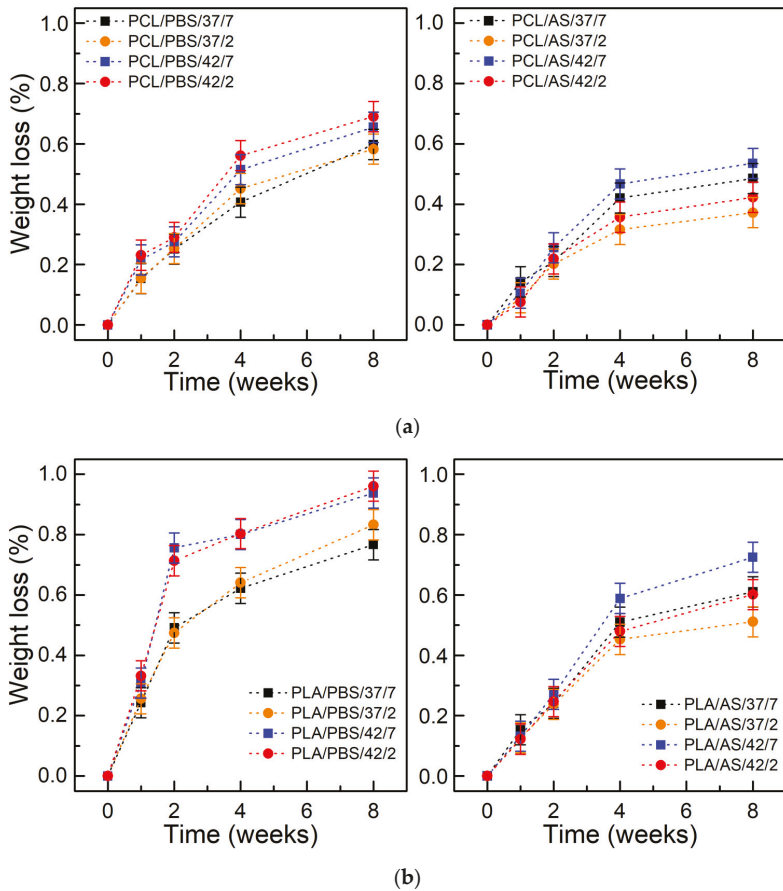 PCL/PBS/37/7
PCL/PBS/37/2
PCL/PBS/42/7
PCL/PBS/42/2
Weight loss (%)
1.0
0.8
0.6
0.4
0.2
0.0
0 2 4 6 8
Time (weeks)
PCL/AS/37/7
PCL/AS/37/2
PCL/AS/42/7
PCL/AS/42/2
1.0
0.8
0.6
0.4
0.2
0.0
0 2 4 6 8
Time (weeks)
(a)
Weight loss (%)
1.0
0.8
0.6
0.4
0.2
0.0
PLA/PBS/37/7
PLA/PBS/37/2
PLA/PBS/42/7
PLA/PBS/42/2
0 2 4 6 8
Time (weeks)
1.0
0.8
0.6
0.4
0.2
0.0
PLA/AS/37/7
PLA/AS/37/2
PLA/AS/42/7
PLA/AS/42/2
0 2 4 6 8
Time (weeks)
(b)